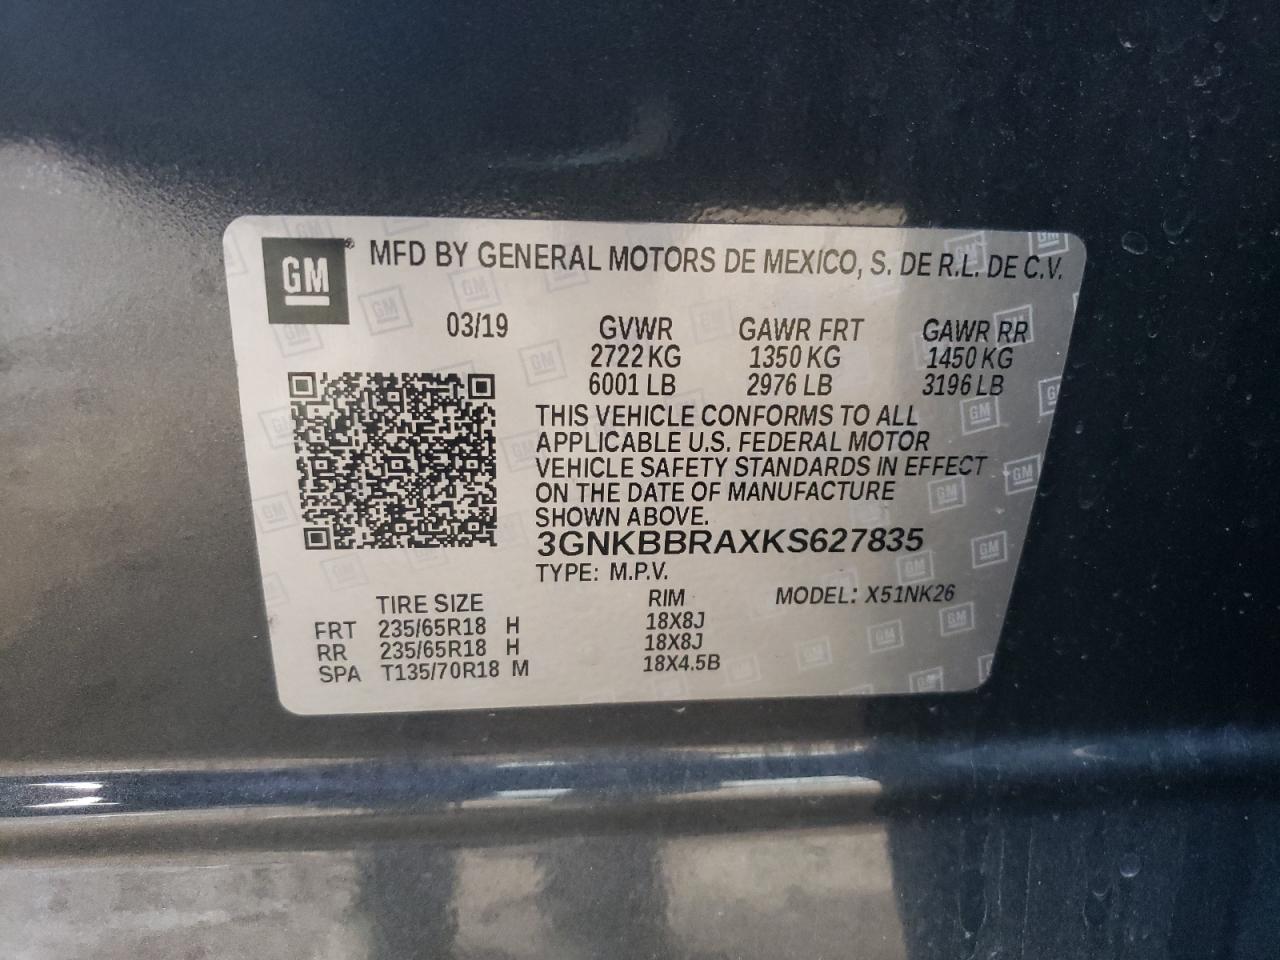 GM ® MFD BY GENERAL MOTORS DE MEXICO, S. DE R.L. DE C.V.
03/19 GVWR GAWR FRT GAWR RR
2722 KG 1350 KG 1450 KG
6001 LB 2976 LB 3196 LB
THIS VEHICLE CONFORMS TO ALL
APPLICABLE U.S. FEDERAL MOTOR
VEHICLE SAFETY STANDARDS IN EFFECT
ON THE DATE OF MANUFACTURE
SHOWN ABOVE.
3GNKBBRAXKS627835
TYPE: M.P.V.
TIRE SIZE RIM MODEL: X51NK26
FRT 235/65R18 H 18X8J
RR 235/65R18 H 18X8J
SPA T135/70R18 M 18X4.5B